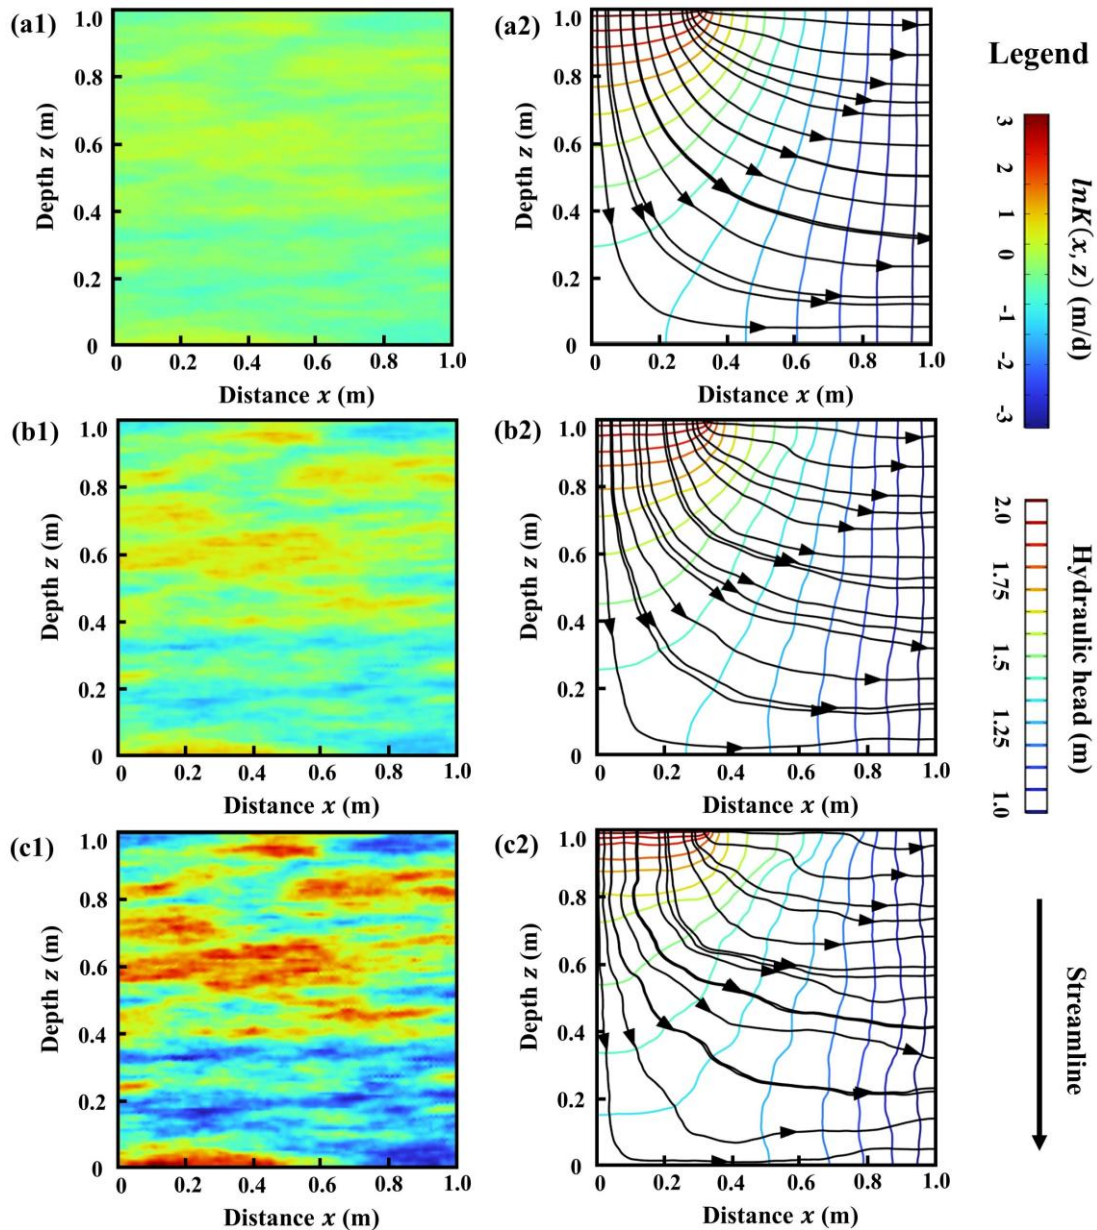 (a1)
Depth z (m)
1.0
0.8
0.6
0.4
0.2
0
0 0.2 0.4 0.6 0.8 1.0
Distance x (m)
(a2)
Depth z (m)
1.0
0.8
0.6
0.4
0.2
0
0 0.2 0.4 0.6 0.8 1.0
Distance x (m)
(b1)
Depth z (m)
1.0
0.8
0.6
0.4
0.2
0
0 0.2 0.4 0.6 0.8 1.0
Distance x (m)
(b2)
Depth z (m)
1.0
0.8
0.6
0.4
0.2
0
0 0.2 0.4 0.6 0.8 1.0
Distance x (m)
(c1)
Depth z (m)
1.0
0.8
0.6
0.4
0.2
0
0 0.2 0.4 0.6 0.8 1.0
Distance x (m)
(c2)
Depth z (m)
1.0
0.8
0.6
0.4
0.2
0
0 0.2 0.4 0.6 0.8 1.0
Distance x (m)
Legend
3
2
1
0
-1
-2
-3
lnK(x, z) (m/d)
2.0
1.75
1.5
1.25
1.0
Hydraulic head (m)
Streamline